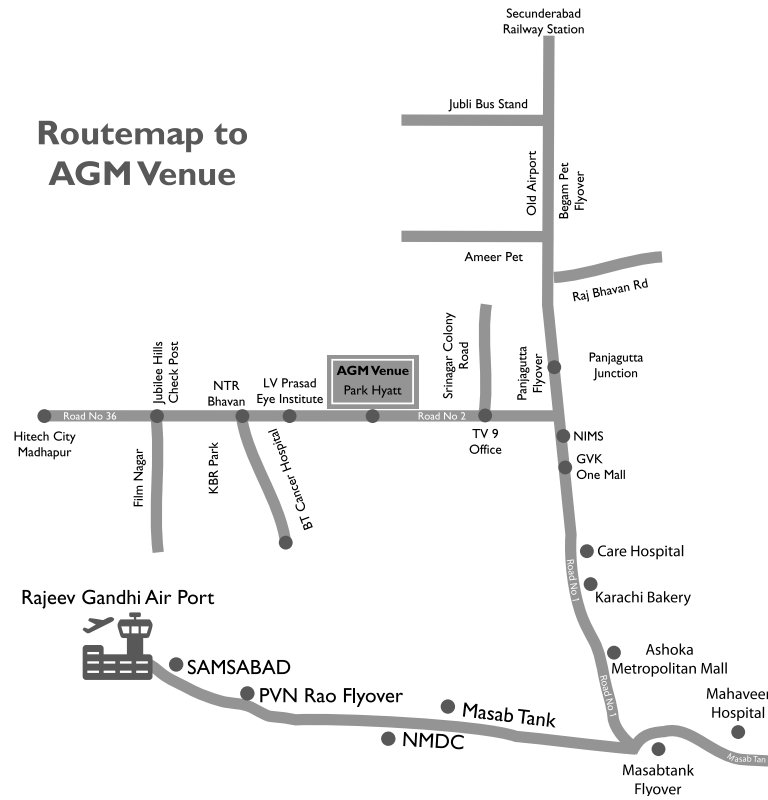 Secunderabad
Railway Station
Jubli Bus Stand
Routemap to
AGM Venue
Old Airport
Begam Pet
Flyover
Ameer Pet
Raj Bhavan Rd
Jubilee Hills
Check Post
NTR
Bhavan
LV Prasad
Eye Institute
AGM Venue
Park Hyatt
Srinagar Colony
Road
Panjagutta
Flyover
Panjagutta
Junction
Road No 36
Road No 2
Hitech City
Madhapur
TV 9
Office
NIMS
GVK
One Mall
Film Nagar
KBR Park
BT Cancer Hospital
Care Hospital
Road No 1
Karachi Bakery
Rajeev Gandhi Air Port
SAMSABAD
Ashoka
Metropolitan Mall
Road No 1
PVN Rao Flyover
Masab Tank
NMDC
Mahaveer
Hospital
Masab Tan
Masabtank
Flyover